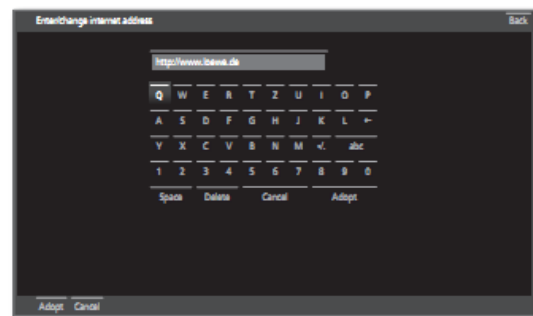 Enter/change internet address Back
http://www.loewe.de
Q W E R T Z U I O P
A S D F G H J K L ←
Y X C V B N M */. abc
1 2 3 4 5 6 7 8 9 0
Space Delete Cancel Adopt
Adopt Cancel